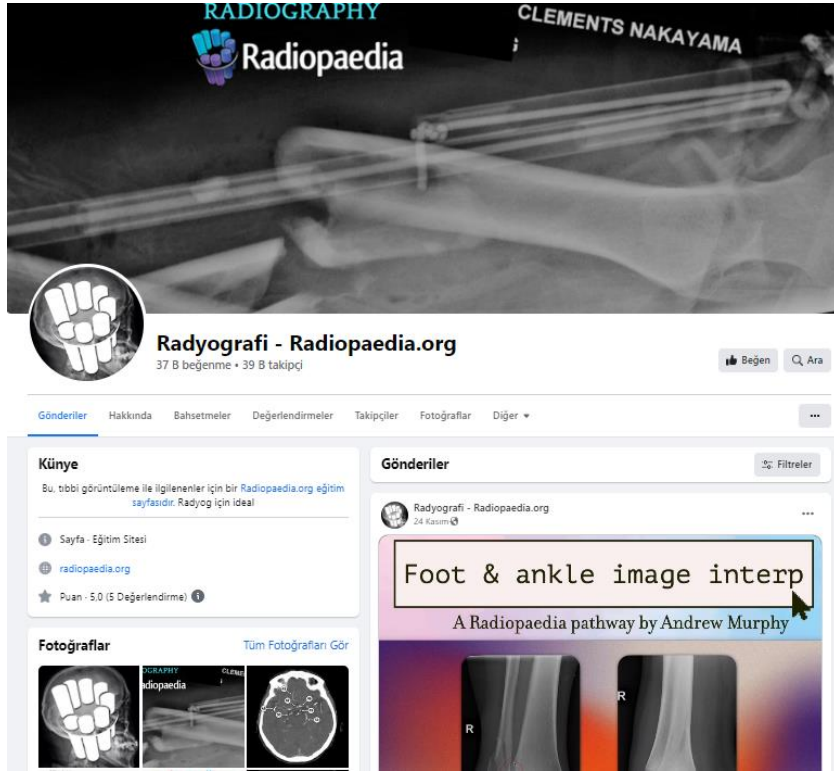 RADIOGRAPHY
Radiopaedia
CLEMENTS NAKAYAMA
Radyografi - Radiopaedia.org
37 B beğenme • 39 B takipçi
Beğen
Ara
Gönderiler Hakkında Bahsetmeler Değerlendirmeler Takipçiler Fotoğraflar Diğer
Künye
Bu, tıbbi görüntüleme ile ilgilenenler için bir Radiopaedia.org eğitim
sayfasıdır. Radyog için ideal
Sayfa · Eğitim Sitesi
radiopaedia.org
Puan · 5,0 (5 Değerlendirme)
Fotoğraflar
Tüm Fotoğrafları Gör
OGRAPHY
adiopaedia
CLEME
Gönderiler
Filtreler
Radyografi - Radiopaedia.org
24 Kasım
Foot & ankle image interp
A Radiopaedia pathway by Andrew Murphy
R
R